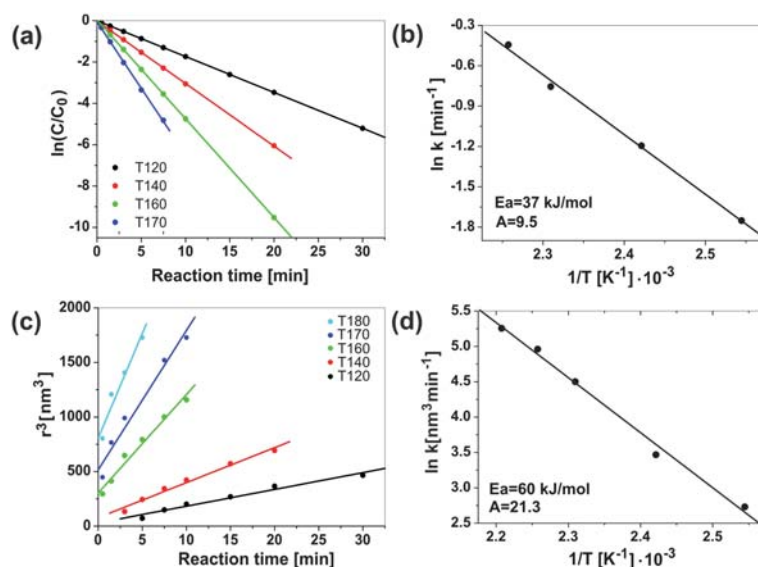 (a)
ln(C/C0)
0
-2
-4
-6
-8
-10
T120
T140
T160
T170
0 5 10 15 20 25 30
Reaction time [min]
(b)
ln k [min-1]
-0.3
-0.6
-0.9
-1.2
-1.5
-1.8
Ea=37 kJ/mol
A=9.5
2.3 2.4 2.5
1/T [K-1]·10-3
(c)
r3[nm3]
2000
1500
1000
500
0
T180
T170
T160
T140
T120
0 5 10 15 20 25 30
Reaction time [min]
(d)
ln k[nm3min-1]
5.5
5.0
4.5
4.0
3.5
3.0
2.5
Ea=60 kJ/mol
A=21.3
2.2 2.3 2.4 2.5
1/T [K-1]·10-3